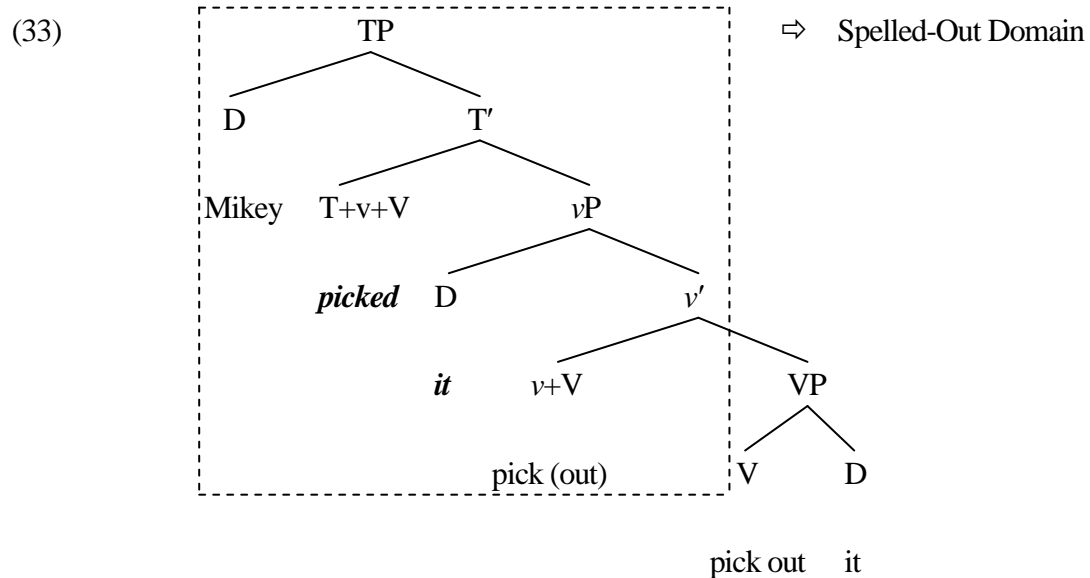 (33) TP ⇨ Spelled-Out Domain
D T′
Mikey T+v+V vP
picked D v′
it v+V VP
pick (out) V D
pick out it